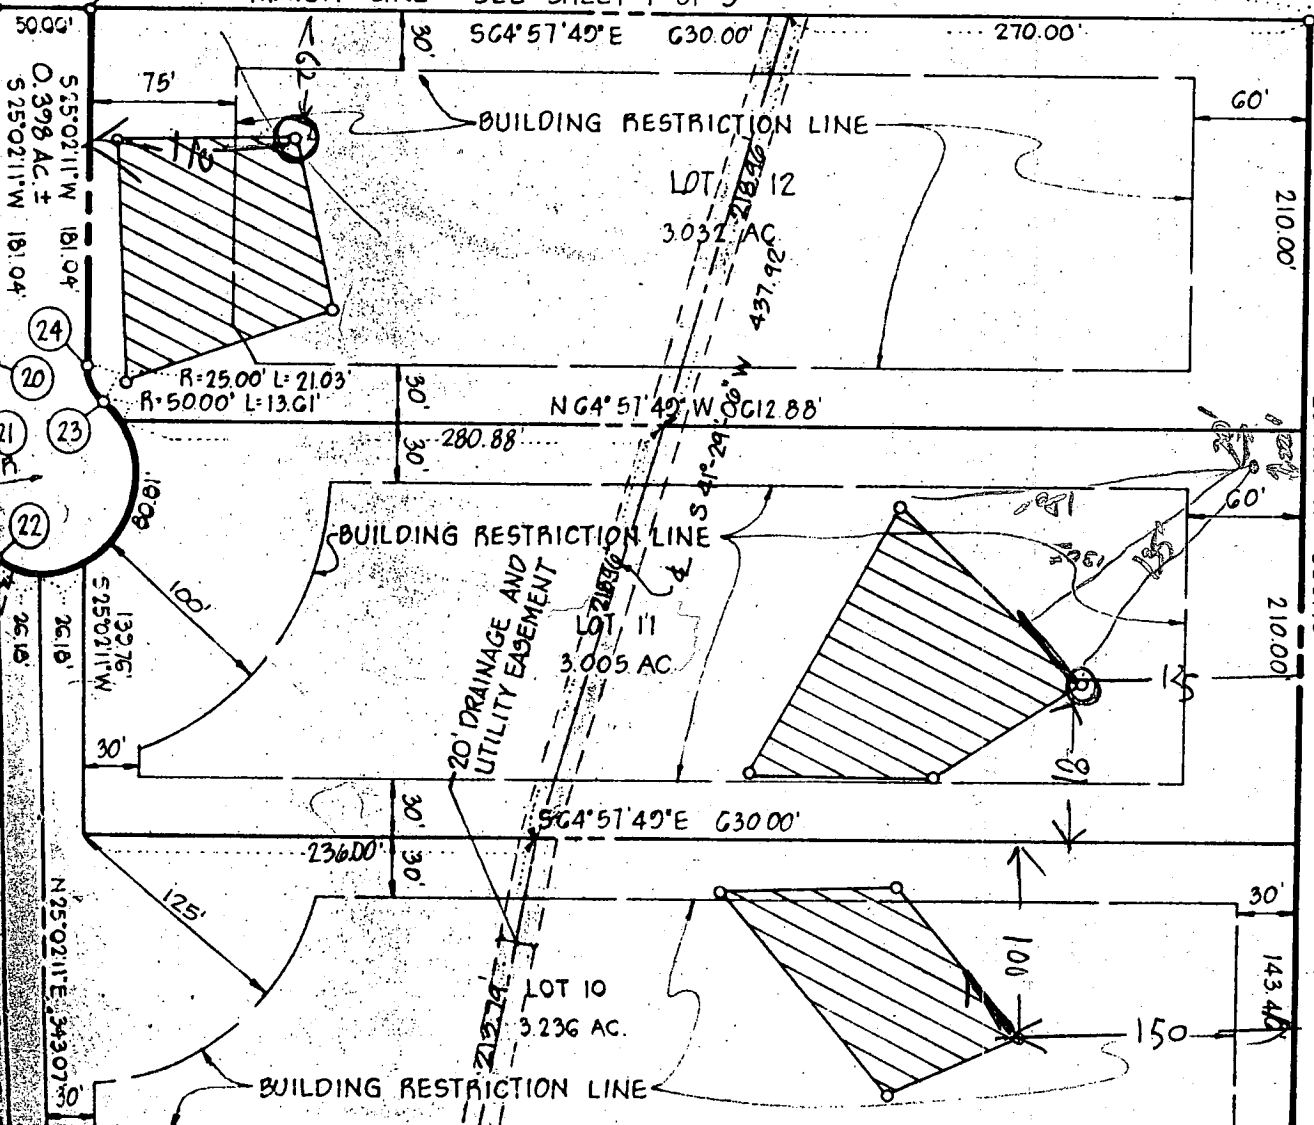 50.00'
30'
S64°57'49"E 630.00'
270.00'
62
75'
60'
BUILDING RESTRICTION LINE
S25°02'11"W 181.04'
0.398 AC. ±
S25°02'11"W 181.04'
LOT 12
3.032 AC
218.96
437.92'
210.00'
24
20
R=25.00' L=21.03'
R=50.00' L=13.61'
23
21
22
30'
30'
N64°57'49"W 612.88'
280.88'
S 41°-29'-06" W
60'
BUILDING RESTRICTION LINE
100'
139.76'
S25°02'11"W
26.18'
26.18'
20' DRAINAGE AND
UTILITY EASEMENT
218.96
LOT 11
3.005 AC.
210.00'
81
30'
30'
30'
S64°57'49"E 630.00'
236.00'
125'
N25°02'11"E 343.07'
30'
100
150
30'
LOT 10
3.236 AC.
BUILDING RESTRICTION LINE